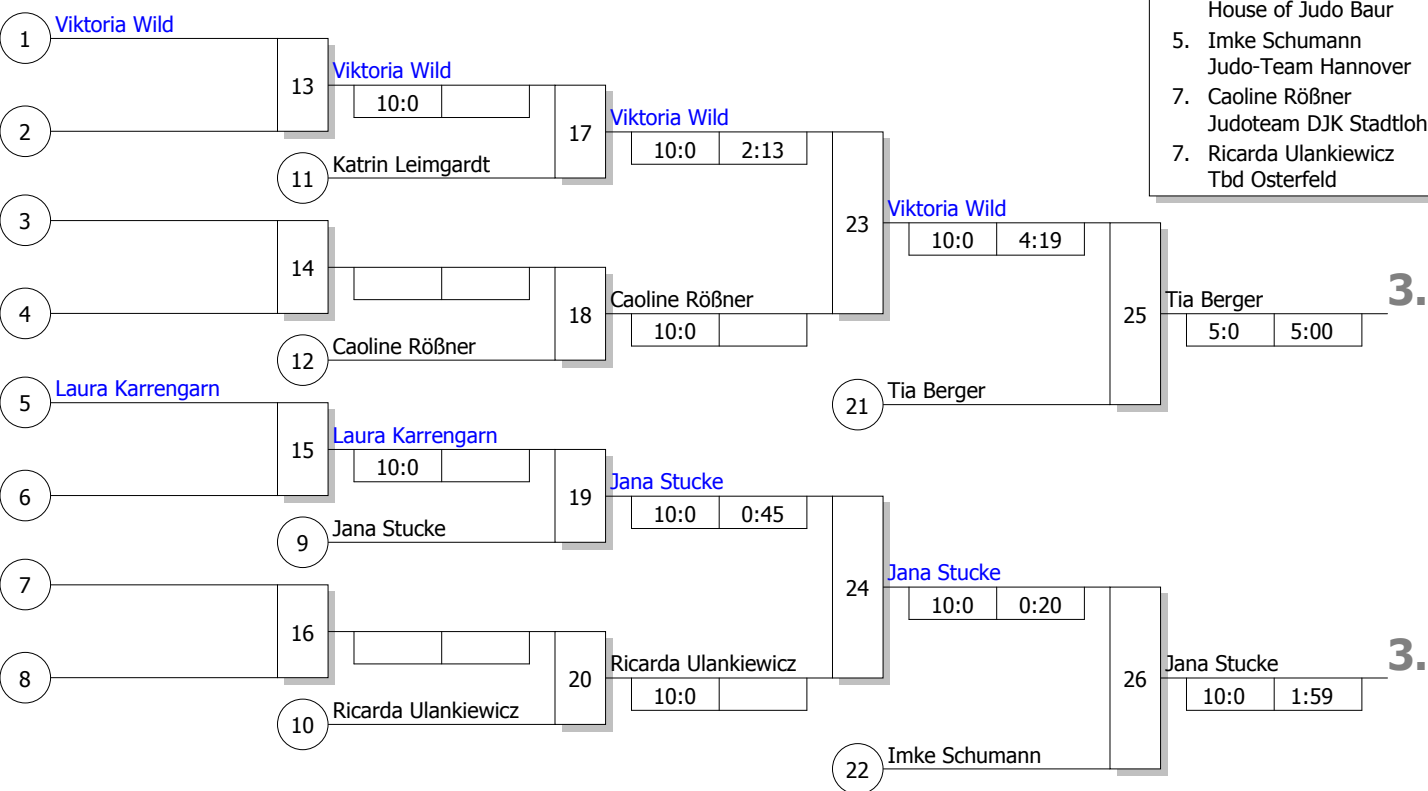 House of Judo Baur
5. Imke Schumann
Judo-Team Hannover
7. Caoline Rößner
Judoteam DJK Stadtloh
7. Ricarda Ulankiewicz
Tbd Osterfeld
1 Viktoria Wild
2
13
Viktoria Wild
10:0
11 Katrin Leimgardt
17
Viktoria Wild
10:0 2:13
3
4
14
12 Caoline Rößner
18
Caoline Rößner
10:0
23
Viktoria Wild
10:0 4:19
21 Tia Berger
25
Tia Berger
5:0 5:00
3.
5 Laura Karrengarn
6
15
Laura Karrengarn
10:0
9 Jana Stucke
19
Jana Stucke
10:0 0:45
7
8
16
10 Ricarda Ulankiewicz
20
Ricarda Ulankiewicz
10:0
24
Jana Stucke
10:0 0:20
22 Imke Schumann
26
Jana Stucke
10:0 1:59
3.